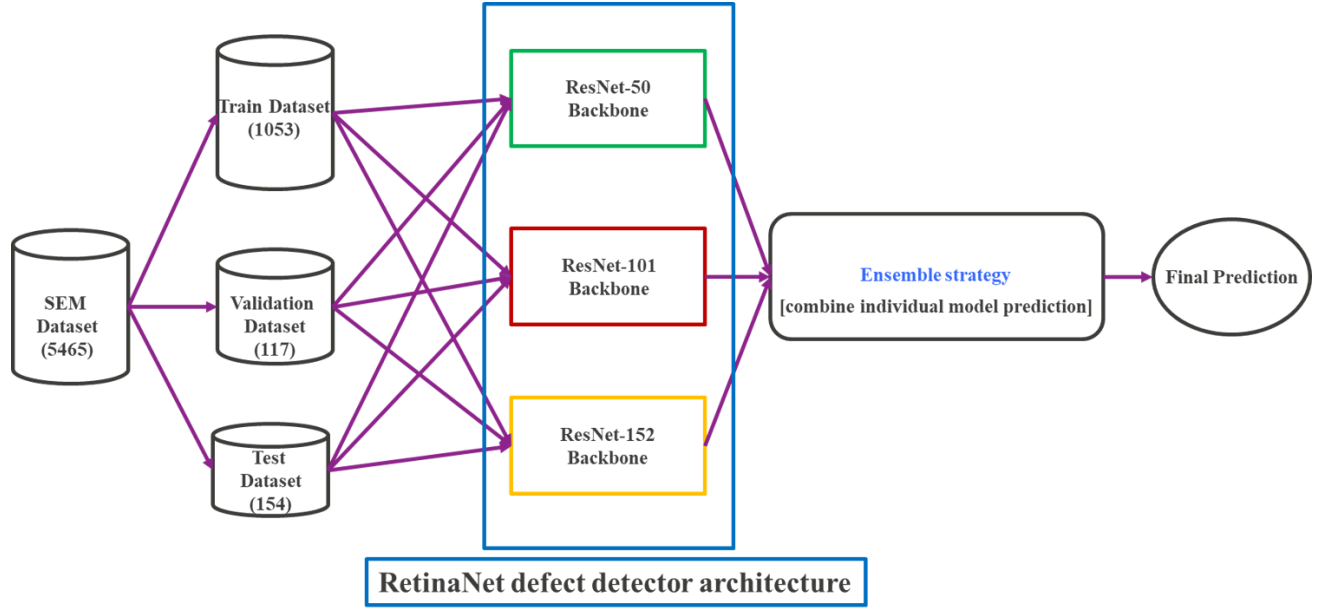 SEM
Dataset
(5465)
Train Dataset
(1053)
Validation
Dataset
(117)
Test
Dataset
(154)
ResNet-50
Backbone
ResNet-101
Backbone
ResNet-152
Backbone
Ensemble strategy
[combine individual model prediction]
Final Prediction
RetinaNet defect detector architecture